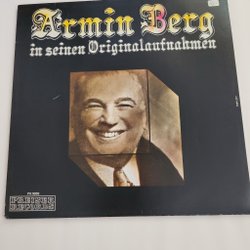 Armin Berg
in seinen Originalaufnahmen
PREISER
RECORDS